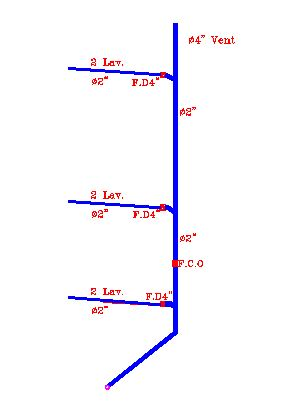 ø4" Vent
2 Lav.
ø2"
F.D4"
ø2"
2 Lav.
ø2"
F.D4"
ø2"
F.C.O
2 Lav.
ø2"
F.D4"